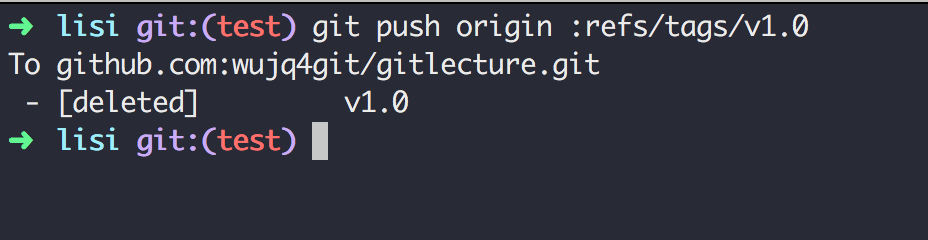 ➜ lisi git:(test) git push origin :refs/tags/v1.0
To github.com:wujq4git/gitlecture.git
 - [deleted]         v1.0
➜ lisi git:(test)